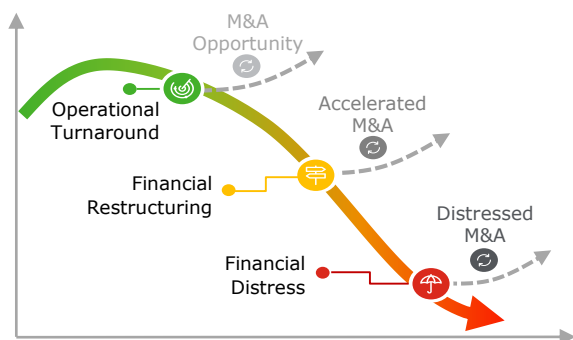 M&A
Opportunity
Operational
Turnaround
Accelerated
M&A
Financial
Restructuring
Distressed
M&A
Financial
Distress